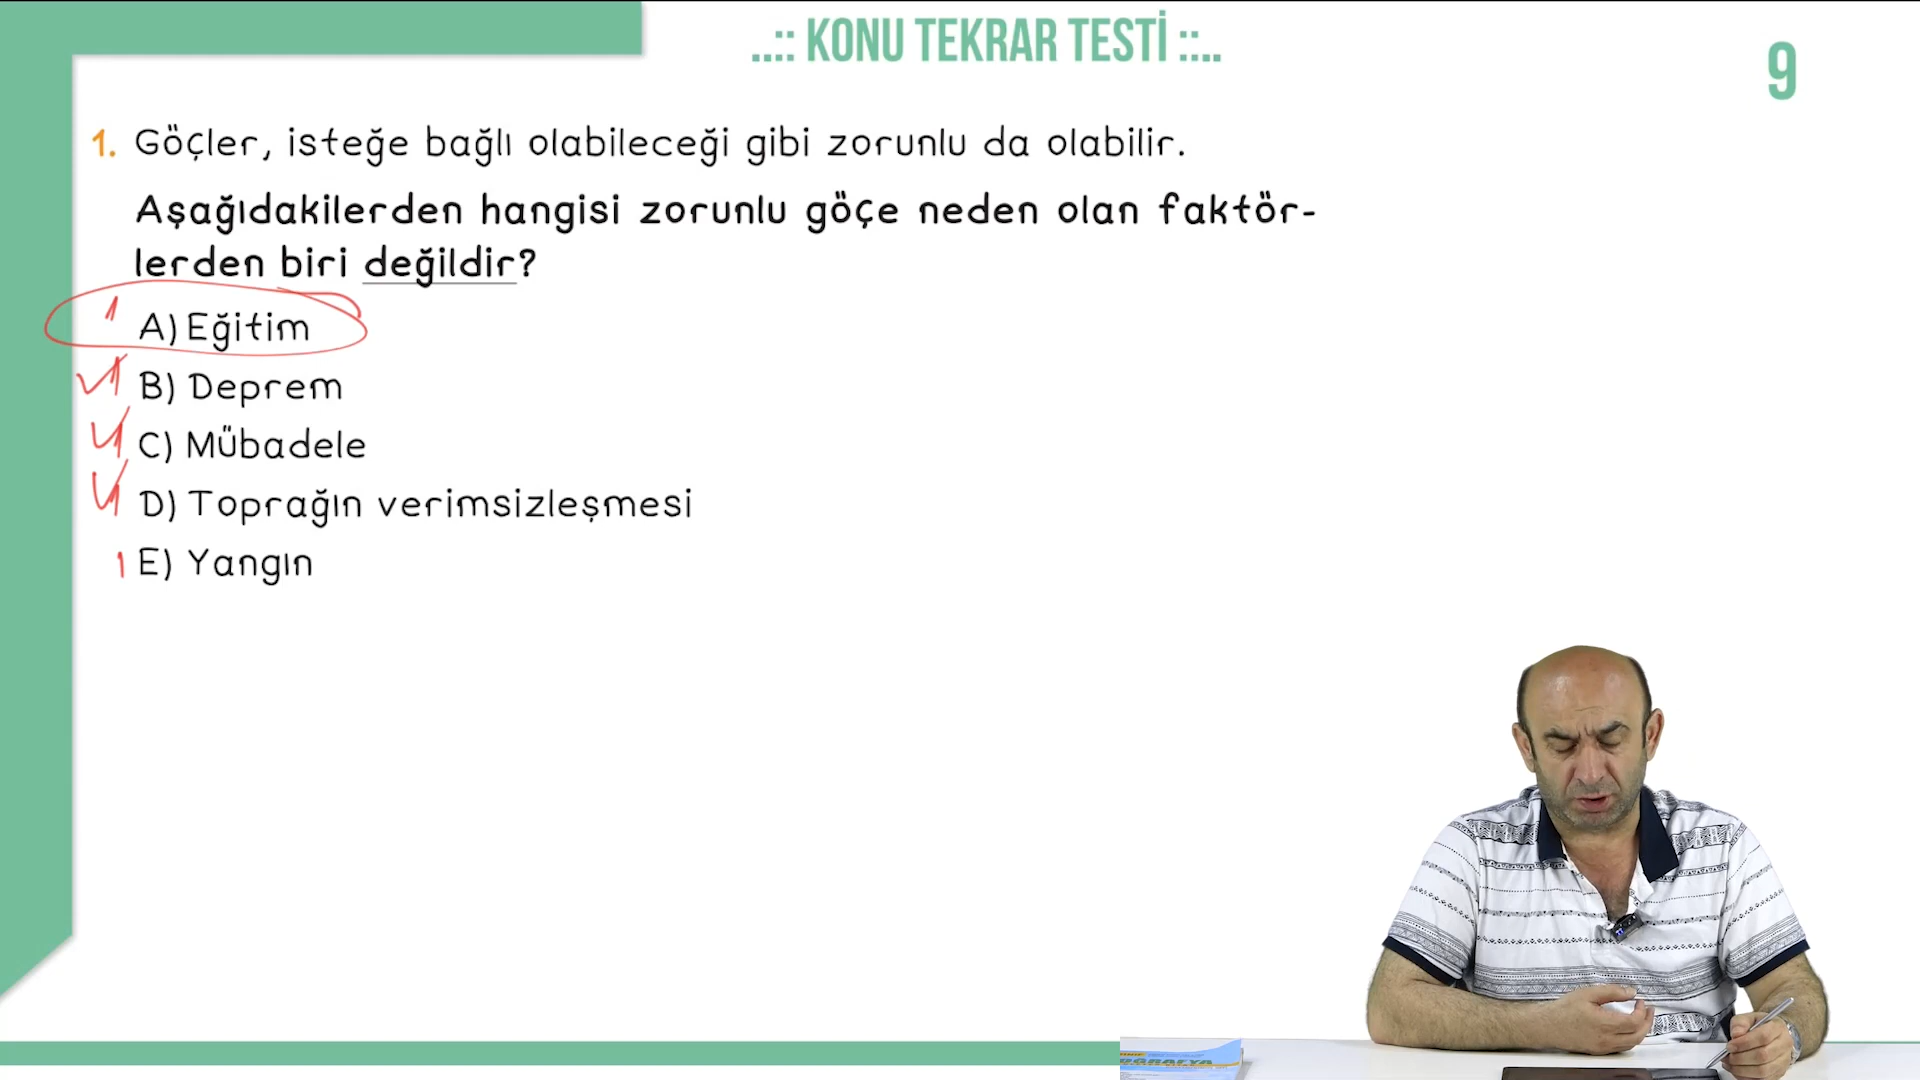 ..:: KONU TEKRAR TESTİ ::..
9
1. Göçler, isteğe bağlı olabileceği gibi zorunlu da olabilir.
Aşağıdakilerden hangisi zorunlu göçe neden olan faktör-
lerden biri değildir?
A) Eğitim
B) Deprem
C) Mübadele
D) Toprağın verimsizleşmesi
E) Yangın